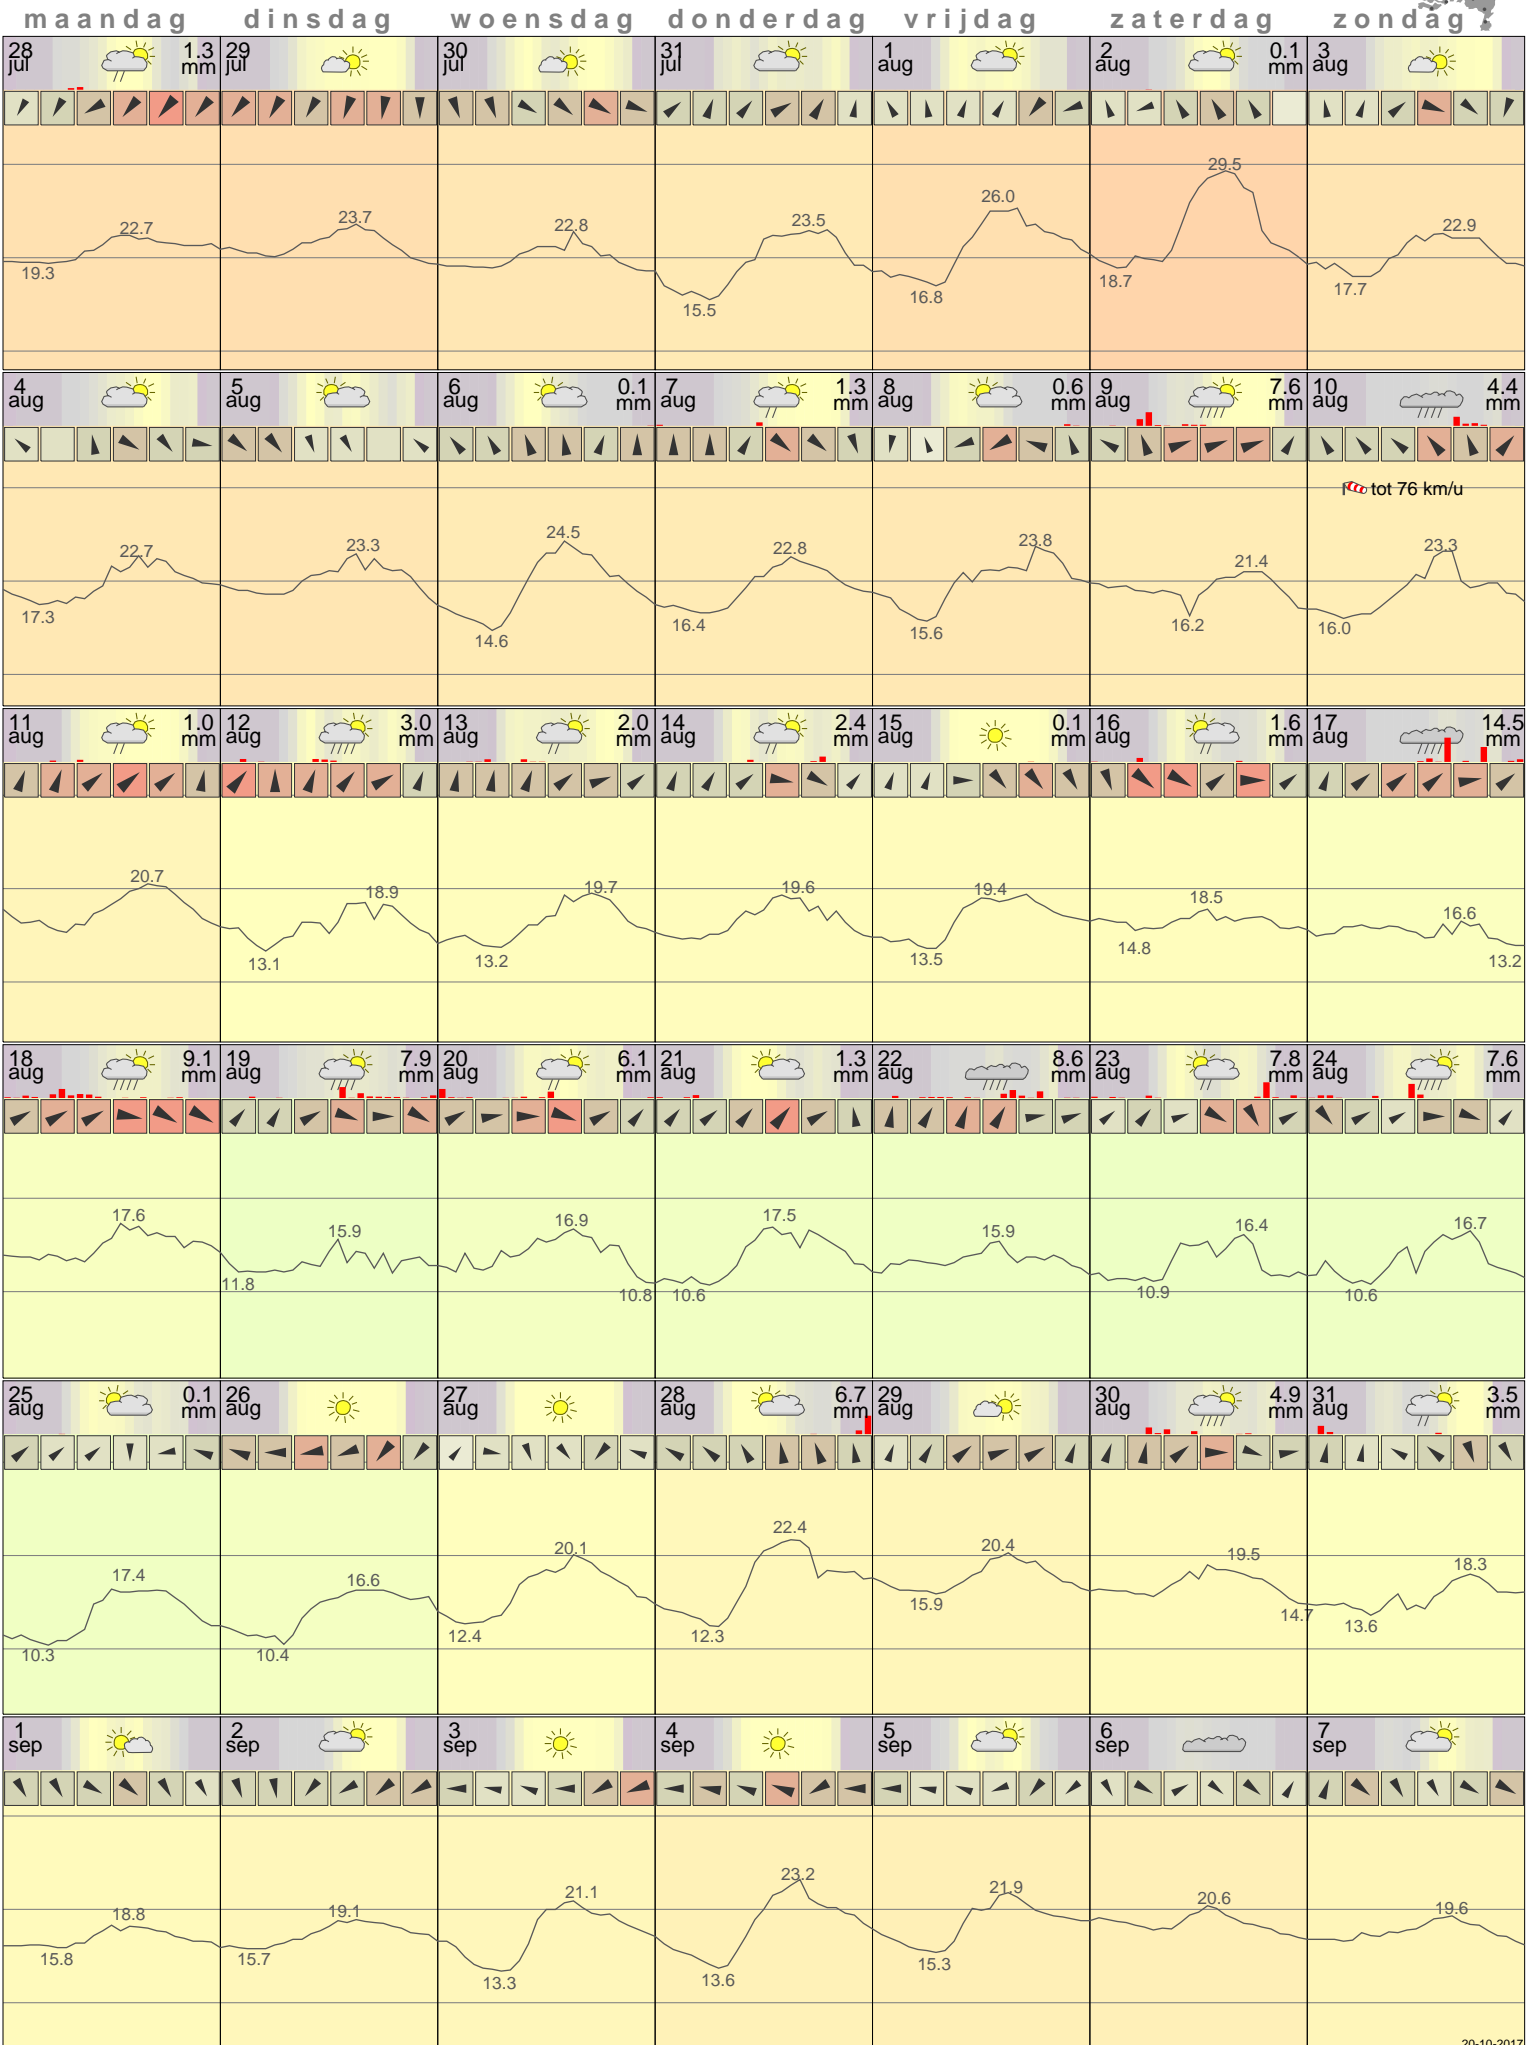 maandag dinsdag woensdag donderdag vrijdag zaterdag zondag
28 jul 1.3 mm 29 jul 30 jul 31 jul 1 aug 2 aug 0.1 mm 3 aug
22.7 23.7 22.8 23.5 26.0 29.5 22.9
19.3 15.5 16.8 18.7 17.7
4 aug 5 aug 6 aug 0.1 mm 7 aug 1.3 mm 8 aug 0.6 mm 9 aug 7.6 mm 10 aug 4.4 mm
tot 76 km/u
22.7 23.3 24.5 22.8 23.8 21.4 23.3
17.3 14.6 16.4 15.6 16.2 16.0
11 aug 1.0 mm 12 aug 3.0 mm 13 aug 2.0 mm 14 aug 2.4 mm 15 aug 0.1 mm 16 aug 1.6 mm 17 aug 14.5 mm
20.7 18.9 19.7 19.6 19.4 18.5 16.6
13.1 13.2 13.5 14.8 13.2
18 aug 9.1 mm 19 aug 7.9 mm 20 aug 6.1 mm 21 aug 1.3 mm 22 aug 8.6 mm 23 aug 7.8 mm 24 aug 7.6 mm
17.6 15.9 16.9 17.5 15.9 16.4 16.7
11.8 10.8 10.6 10.9 10.6
25 aug 0.1 mm 26 aug 27 aug 28 aug 6.7 mm 29 aug 30 aug 4.9 mm 31 aug 3.5 mm
17.4 16.6 20.1 22.4 20.4 19.5 18.3
10.3 10.4 12.4 12.3 15.9 14.7 13.6
1 sep 2 sep 3 sep 4 sep 5 sep 6 sep 7 sep
18.8 19.1 21.1 23.2 21.9 20.6 19.6
15.8 15.7 13.3 13.6 15.3
20-10-2017